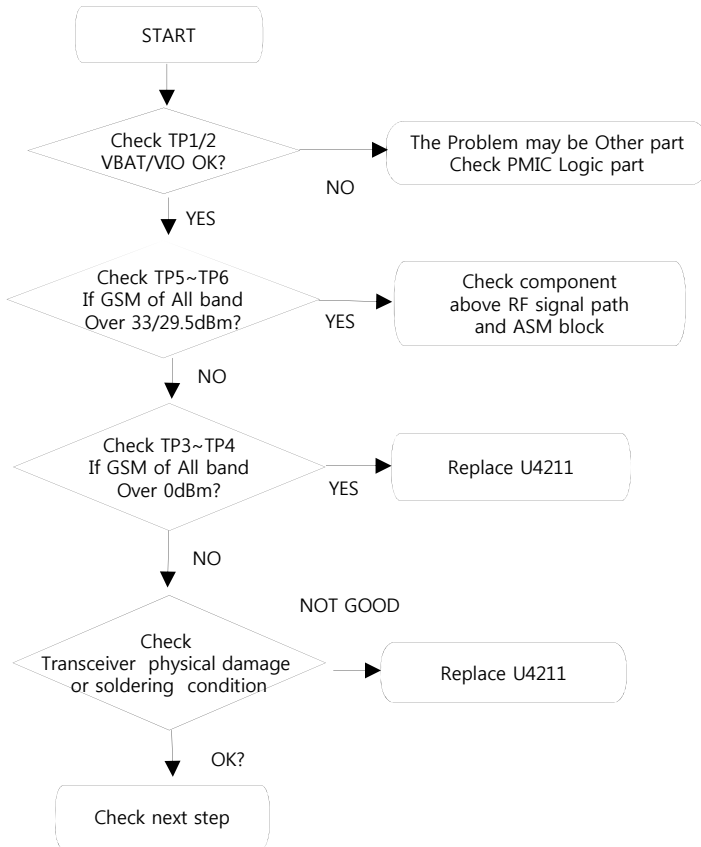 START
Check TP1/2
VBAT/VIO OK?
The Problem may be Other part
Check PMIC Logic part
NO
YES
Check TP5~TP6
If GSM of All band
Over 33/29.5dBm?
Check component
above RF signal path
and ASM block
YES
NO
Check TP3~TP4
If GSM of All band
Over 0dBm?
Replace U4211
YES
NO
NOT GOOD
Check
Transceiver physical damage
or soldering condition
Replace U4211
OK?
Check next step